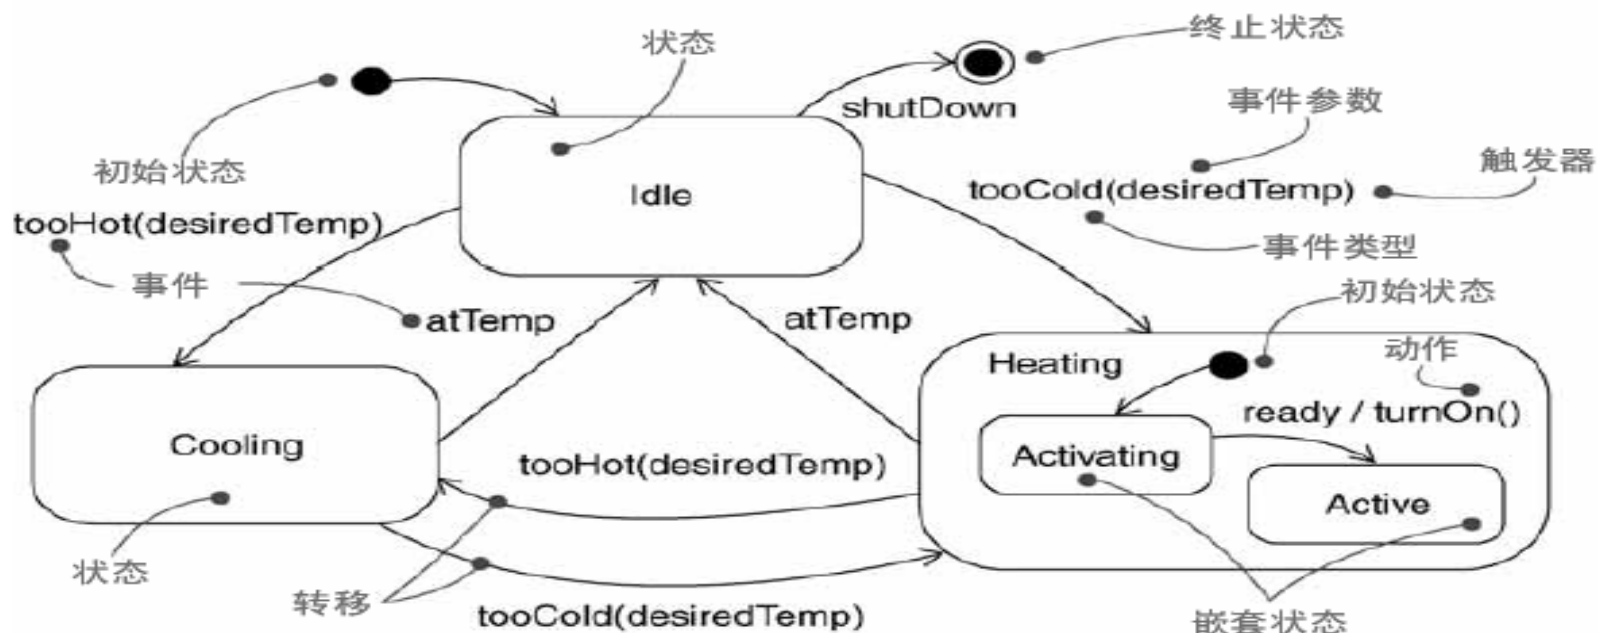 终止状态
状态
shutDown
事件参数
初始状态
触发器
Idle
tooCold(desiredTemp)
tooHot(desiredTemp)
事件类型
事件
初始状态
atTemp
atTemp
动作
Heating
ready / turnOn()
Cooling
Activating
tooHot(desiredTemp)
Active
状态
转移
tooCold(desiredTemp)
嵌套状态